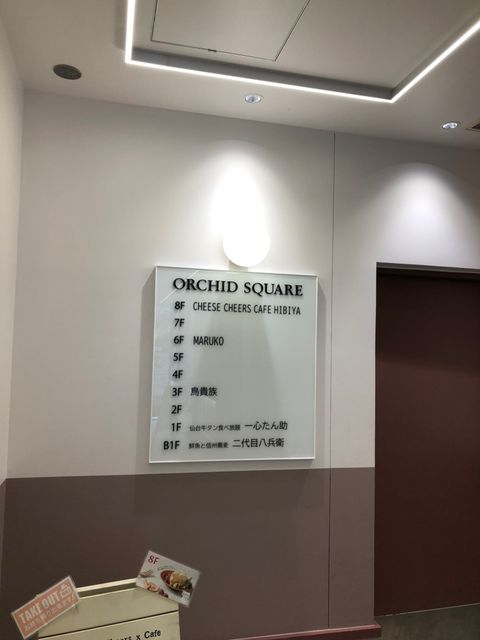 ORCHID SQUARE
8F CHEESE CHEERS CAFE HIBIYA
7F
6F MARUKO
5F
4F
3F 鳥貴族
2F
1F 仙台牛タン食べ放題 一心たん助
B1F 鮮魚と信州蕎麦 二代目八兵衛
8F
TAKE OUT
x Cafe